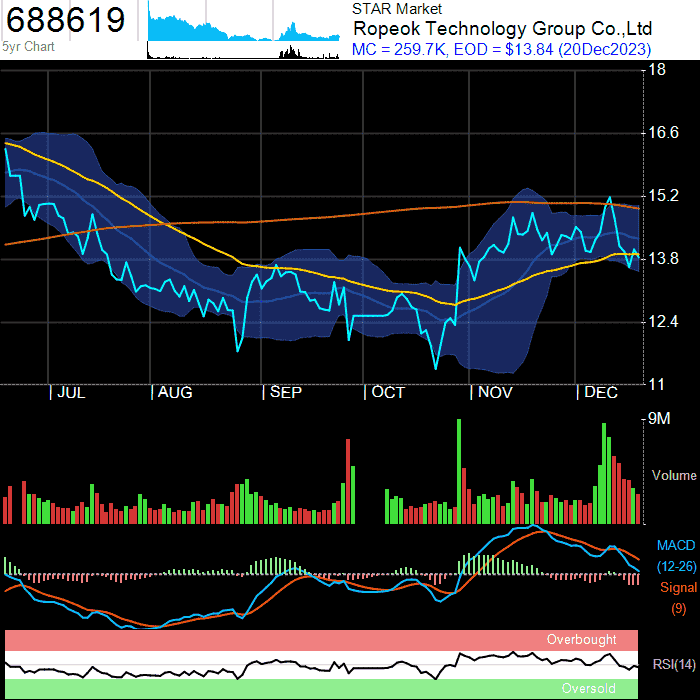 688619
5yr Chart
STAR Market
Ropeok Technology Group Co.,Ltd
MC = 259.7K, EOD = $13.84 (20Dec2023)
18
16.6
15.2
13.8
12.4
11
| JUL | AUG | SEP | OCT | NOV | DEC
9M
Volume
MACD
(12-26)
Signal
(9)
Overbought
RSI(14)
Oversold